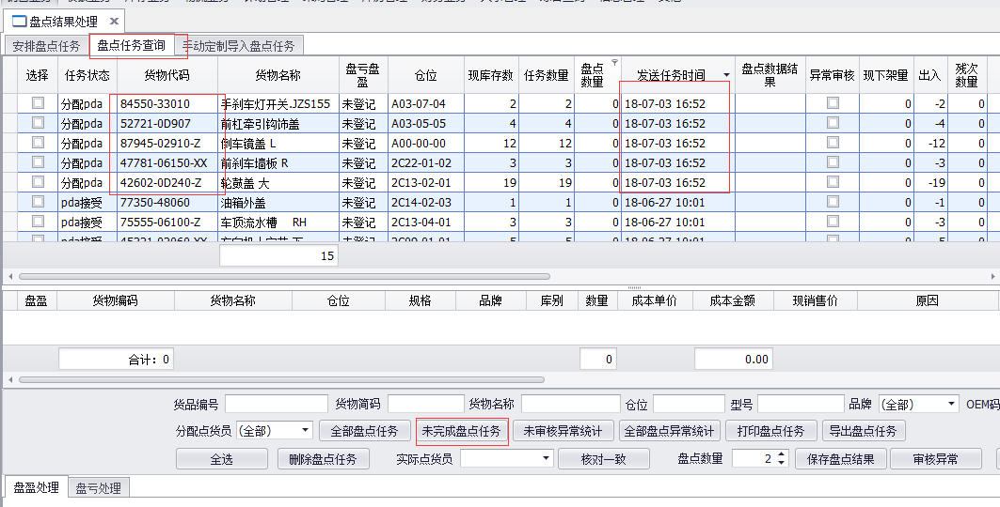 盘点结果处理
安排盘点任务 盘点任务查询 手动定制导入盘点任务
选择 任务状态 货物代码 货物名称 盘亏盘盈 仓位 现库存数 任务数量 盘点数量 发送任务时间 盘点数据结果 异常审核 现下架量 出入 残次数量
分配pda 84550-33010 手刹车灯开关.JZS155 未登记 A03-07-04 2 2 0 18-07-03 16:52 0 -2 0
分配pda 52721-0D907 前杠牵引钩饰盖 未登记 A03-05-05 4 4 0 18-07-03 16:52 0 -4 0
分配pda 87945-02910-Z 倒车镜盖 L 未登记 A00-00-00 12 12 0 18-07-03 16:52 0 -12 0
分配pda 47781-06150-XX 前刹车墙板 R 未登记 2C22-01-02 3 3 0 18-07-03 16:52 0 -3 0
分配pda 42602-0D240-Z 轮鼓盖 大 未登记 2C13-02-01 19 19 0 18-07-03 16:52 0 -19 0
pda接受 77350-48060 油箱外盖 未登记 2C14-02-03 1 1 0 18-06-27 10:01 0 -1 0
pda接受 75555-06100-Z 车顶流水槽 RH 未登记 2C13-04-01 3 3 0 18-06-27 10:01 0 -3 0
15
盘盈 货物编码 货物名称 仓位 规格 品牌 库别 数量 成本单价 成本金额 现销售价 原因
合计：0 0 0.00
货品编号 货物简码 货物名称 仓位 型号 品牌 (全部) OEM码
分配点货员 (全部) 全部盘点任务 未完成盘点任务 未审核异常统计 全部盘点异常统计 打印盘点任务 导出盘点任务
全选 删除盘点任务 实际点货员 核对一致 盘点数量 2 保存盘点结果 审核异常
盘盈处理 盘亏处理